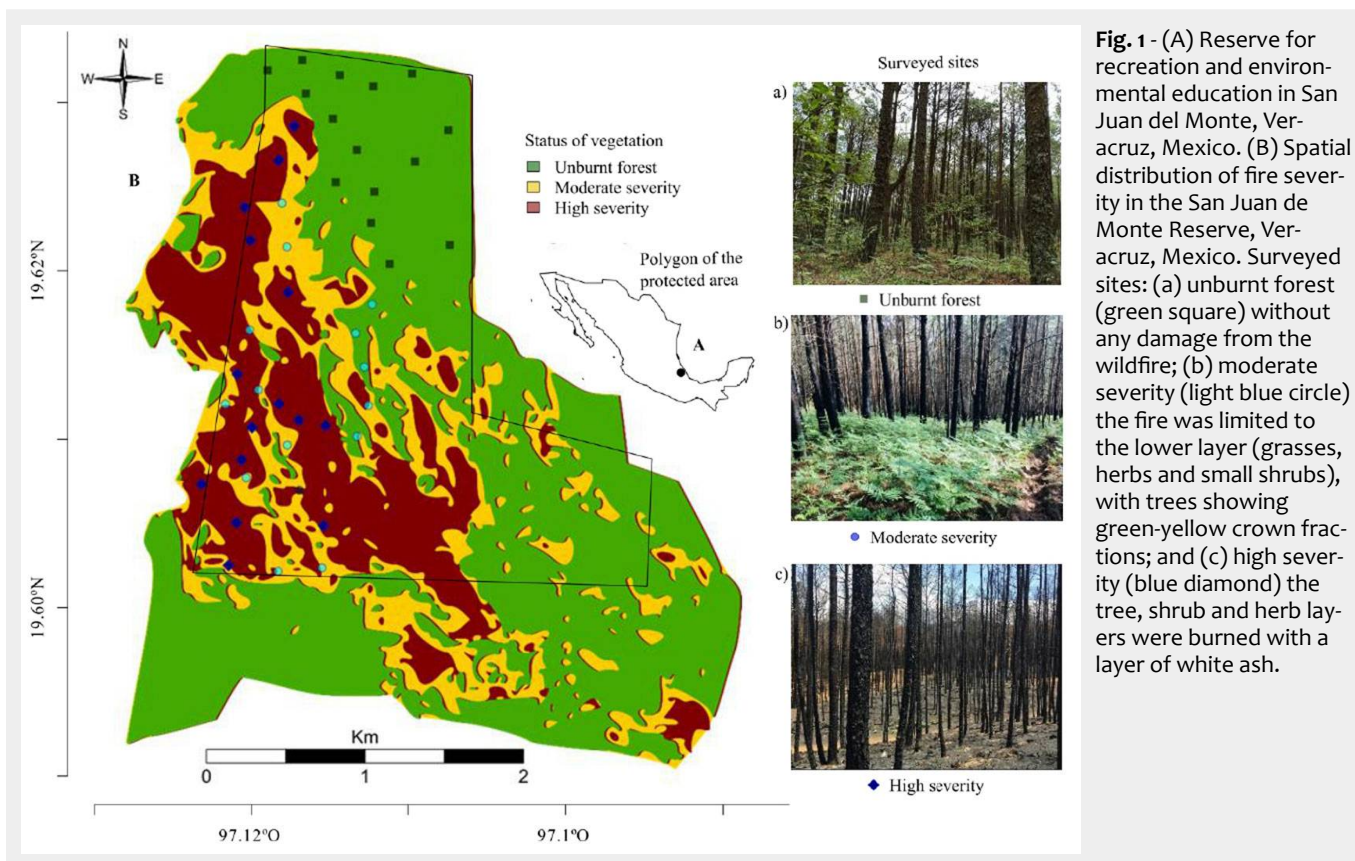 N
W E
S
B
Status of vegetation
Unburnt forest
Moderate severity
High severity
Polygon of the
protected area
A
19.62°N
19.60°N
Km
0 1 2
97.12ºO 97.1ºO
Surveyed sites
a)
Unburnt forest
b)
Moderate severity
c)
High severity
Fig. 1 - (A) Reserve for
recreation and environ-
mental education in San
Juan del Monte, Ver-
acruz, Mexico. (B) Spatial
distribution of fire sever-
ity in the San Juan de
Monte Reserve, Ver-
acruz, Mexico. Surveyed
sites: (a) unburnt forest
(green square) without
any damage from the
wildfire; (b) moderate
severity (light blue circle)
the fire was limited to
the lower layer (grasses,
herbs and small shrubs),
with trees showing
green-yellow crown frac-
tions; and (c) high sever-
ity (blue diamond) the
tree, shrub and herb lay-
ers were burned with a
layer of white ash.